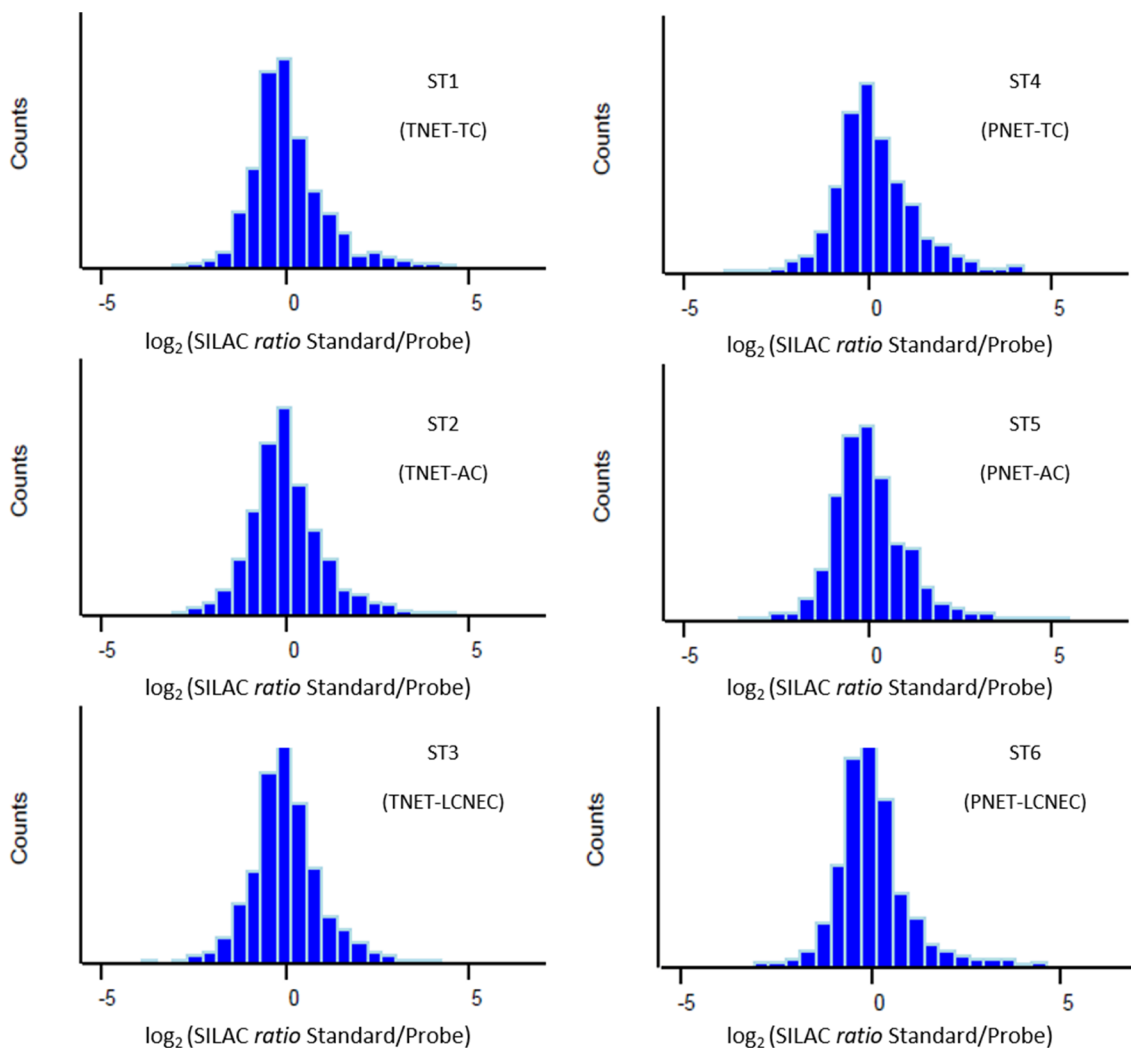 Counts
ST1
(TNET-TC)
-5 0 5
log₂ (SILAC ratio Standard/Probe)
Counts
ST4
(PNET-TC)
-5 0 5
log₂ (SILAC ratio Standard/Probe)
Counts
ST2
(TNET-AC)
-5 0 5
log₂ (SILAC ratio Standard/Probe)
Counts
ST5
(PNET-AC)
-5 0 5
log₂ (SILAC ratio Standard/Probe)
Counts
ST3
(TNET-LCNEC)
-5 0 5
log₂ (SILAC ratio Standard/Probe)
Counts
ST6
(PNET-LCNEC)
-5 0 5
log₂ (SILAC ratio Standard/Probe)